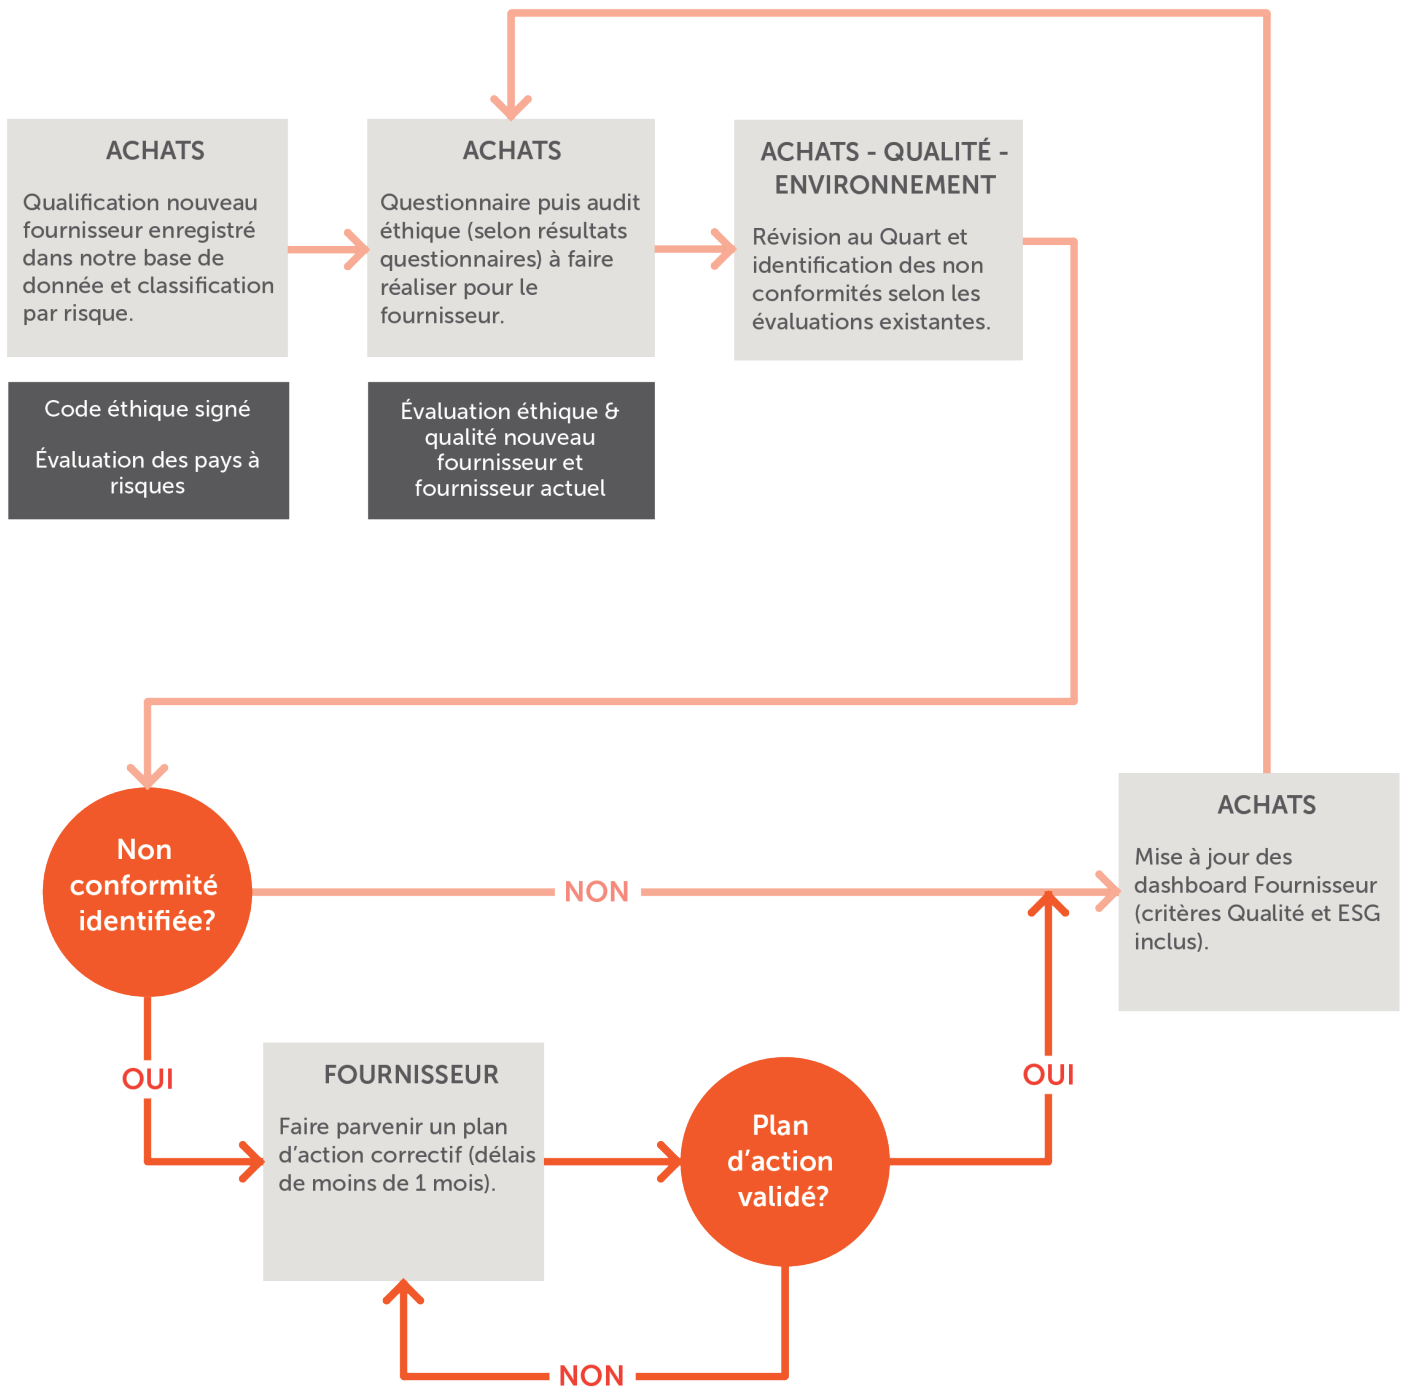 ACHATS
Qualification nouveau
fournisseur enregistré
dans notre base de
donnée et classification
par risque.
Code éthique signé
Évaluation des pays à
risques
ACHATS
Questionnaire puis audit
éthique (selon résultats
questionnaires) à faire
réaliser pour le
fournisseur.
Évaluation éthique &
qualité nouveau
fournisseur et
fournisseur actuel
ACHATS - QUALITÉ -
ENVIRONNEMENT
Révision au Quart et
identification des non
conformités selon les
évaluations existantes.
Non
conformité
identifiée?
NON
ACHATS
Mise à jour des
dashboard Fournisseur
(critères Qualité et ESG
inclus).
OUI
FOURNISSEUR
Faire parvenir un plan
d’action correctif (délais
de moins de 1 mois).
Plan
d’action
validé?
OUI
NON